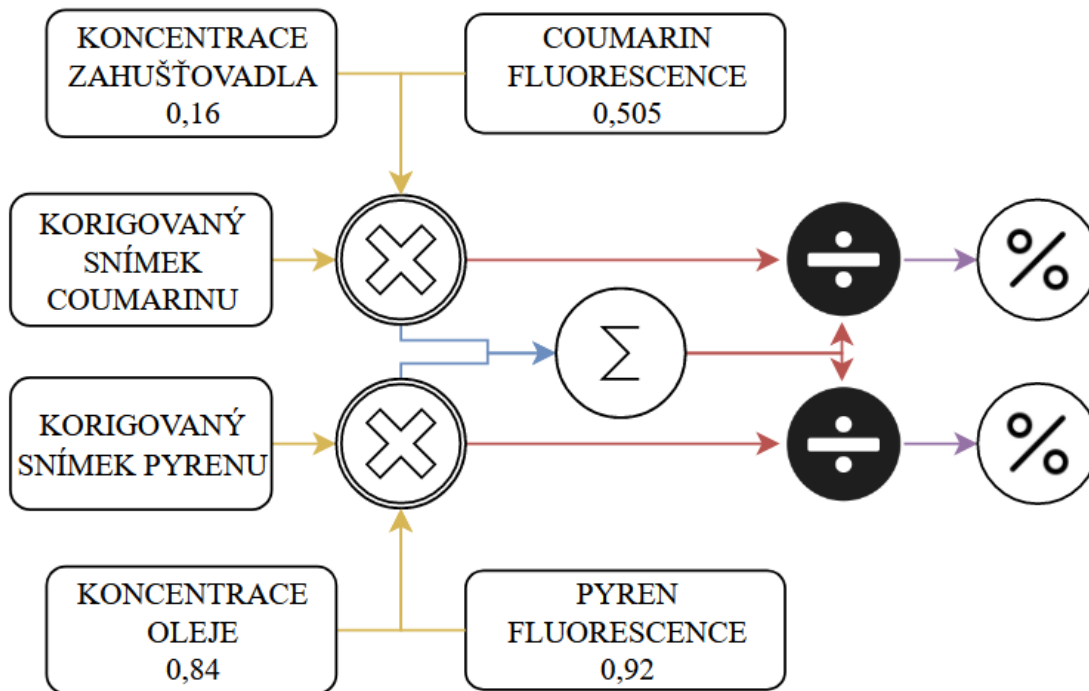 KONCENTRACE
ZAHUŠŤOVADLA
0,16
COUMARIN
FLUORESCENCE
0,505
KORIGOVANÝ
SNÍMEK
COUMARINU
KORIGOVANÝ
SNÍMEK PYRENU
KONCENTRACE
OLEJE
0,84
PYREN
FLUORESCENCE
0,92
Σ
÷
÷
%
%